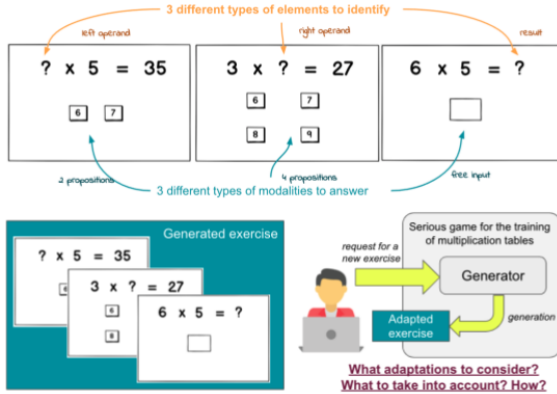 3 different types of elements to identify
left operand
right operand
result
? x 5 = 35
6 7
3 x ? = 27
6 7
8 9
6 x 5 = ?
2 propositions
4 propositions
free input
3 different types of modalities to answer
Generated exercise
? x 5 = 35
6
3 x ? = 27
6
8
6 x 5 = ?
Serious game for the training
of multiplication tables
request for a
new exercise
Generator
generation
Adapted
exercise
What adaptations to consider?
What to take into account? How?